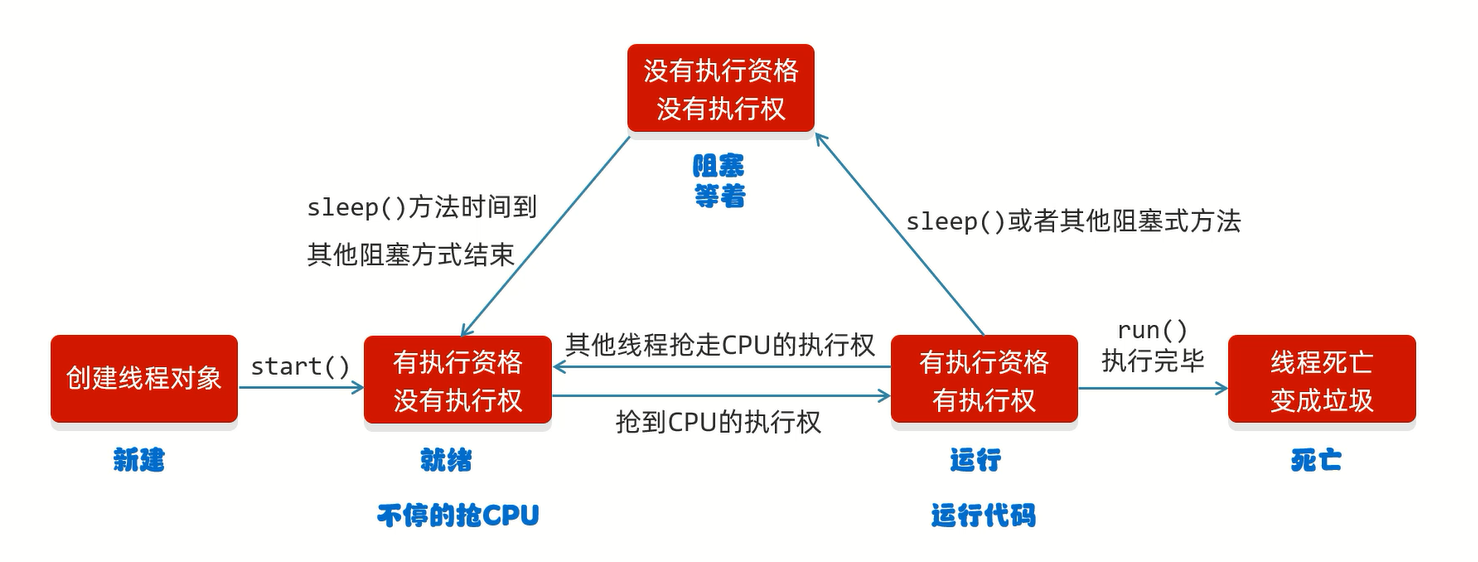 没有执行资格
没有执行权
阻塞
等着
sleep()方法时间到
其他阻塞方式结束
sleep()或者其他阻塞式方法
创建线程对象
新建
start()
有执行资格
没有执行权
就绪
不停的抢CPU
其他线程抢走CPU的执行权
抢到CPU的执行权
有执行资格
有执行权
运行
运行代码
run()
执行完毕
线程死亡
变成垃圾
死亡